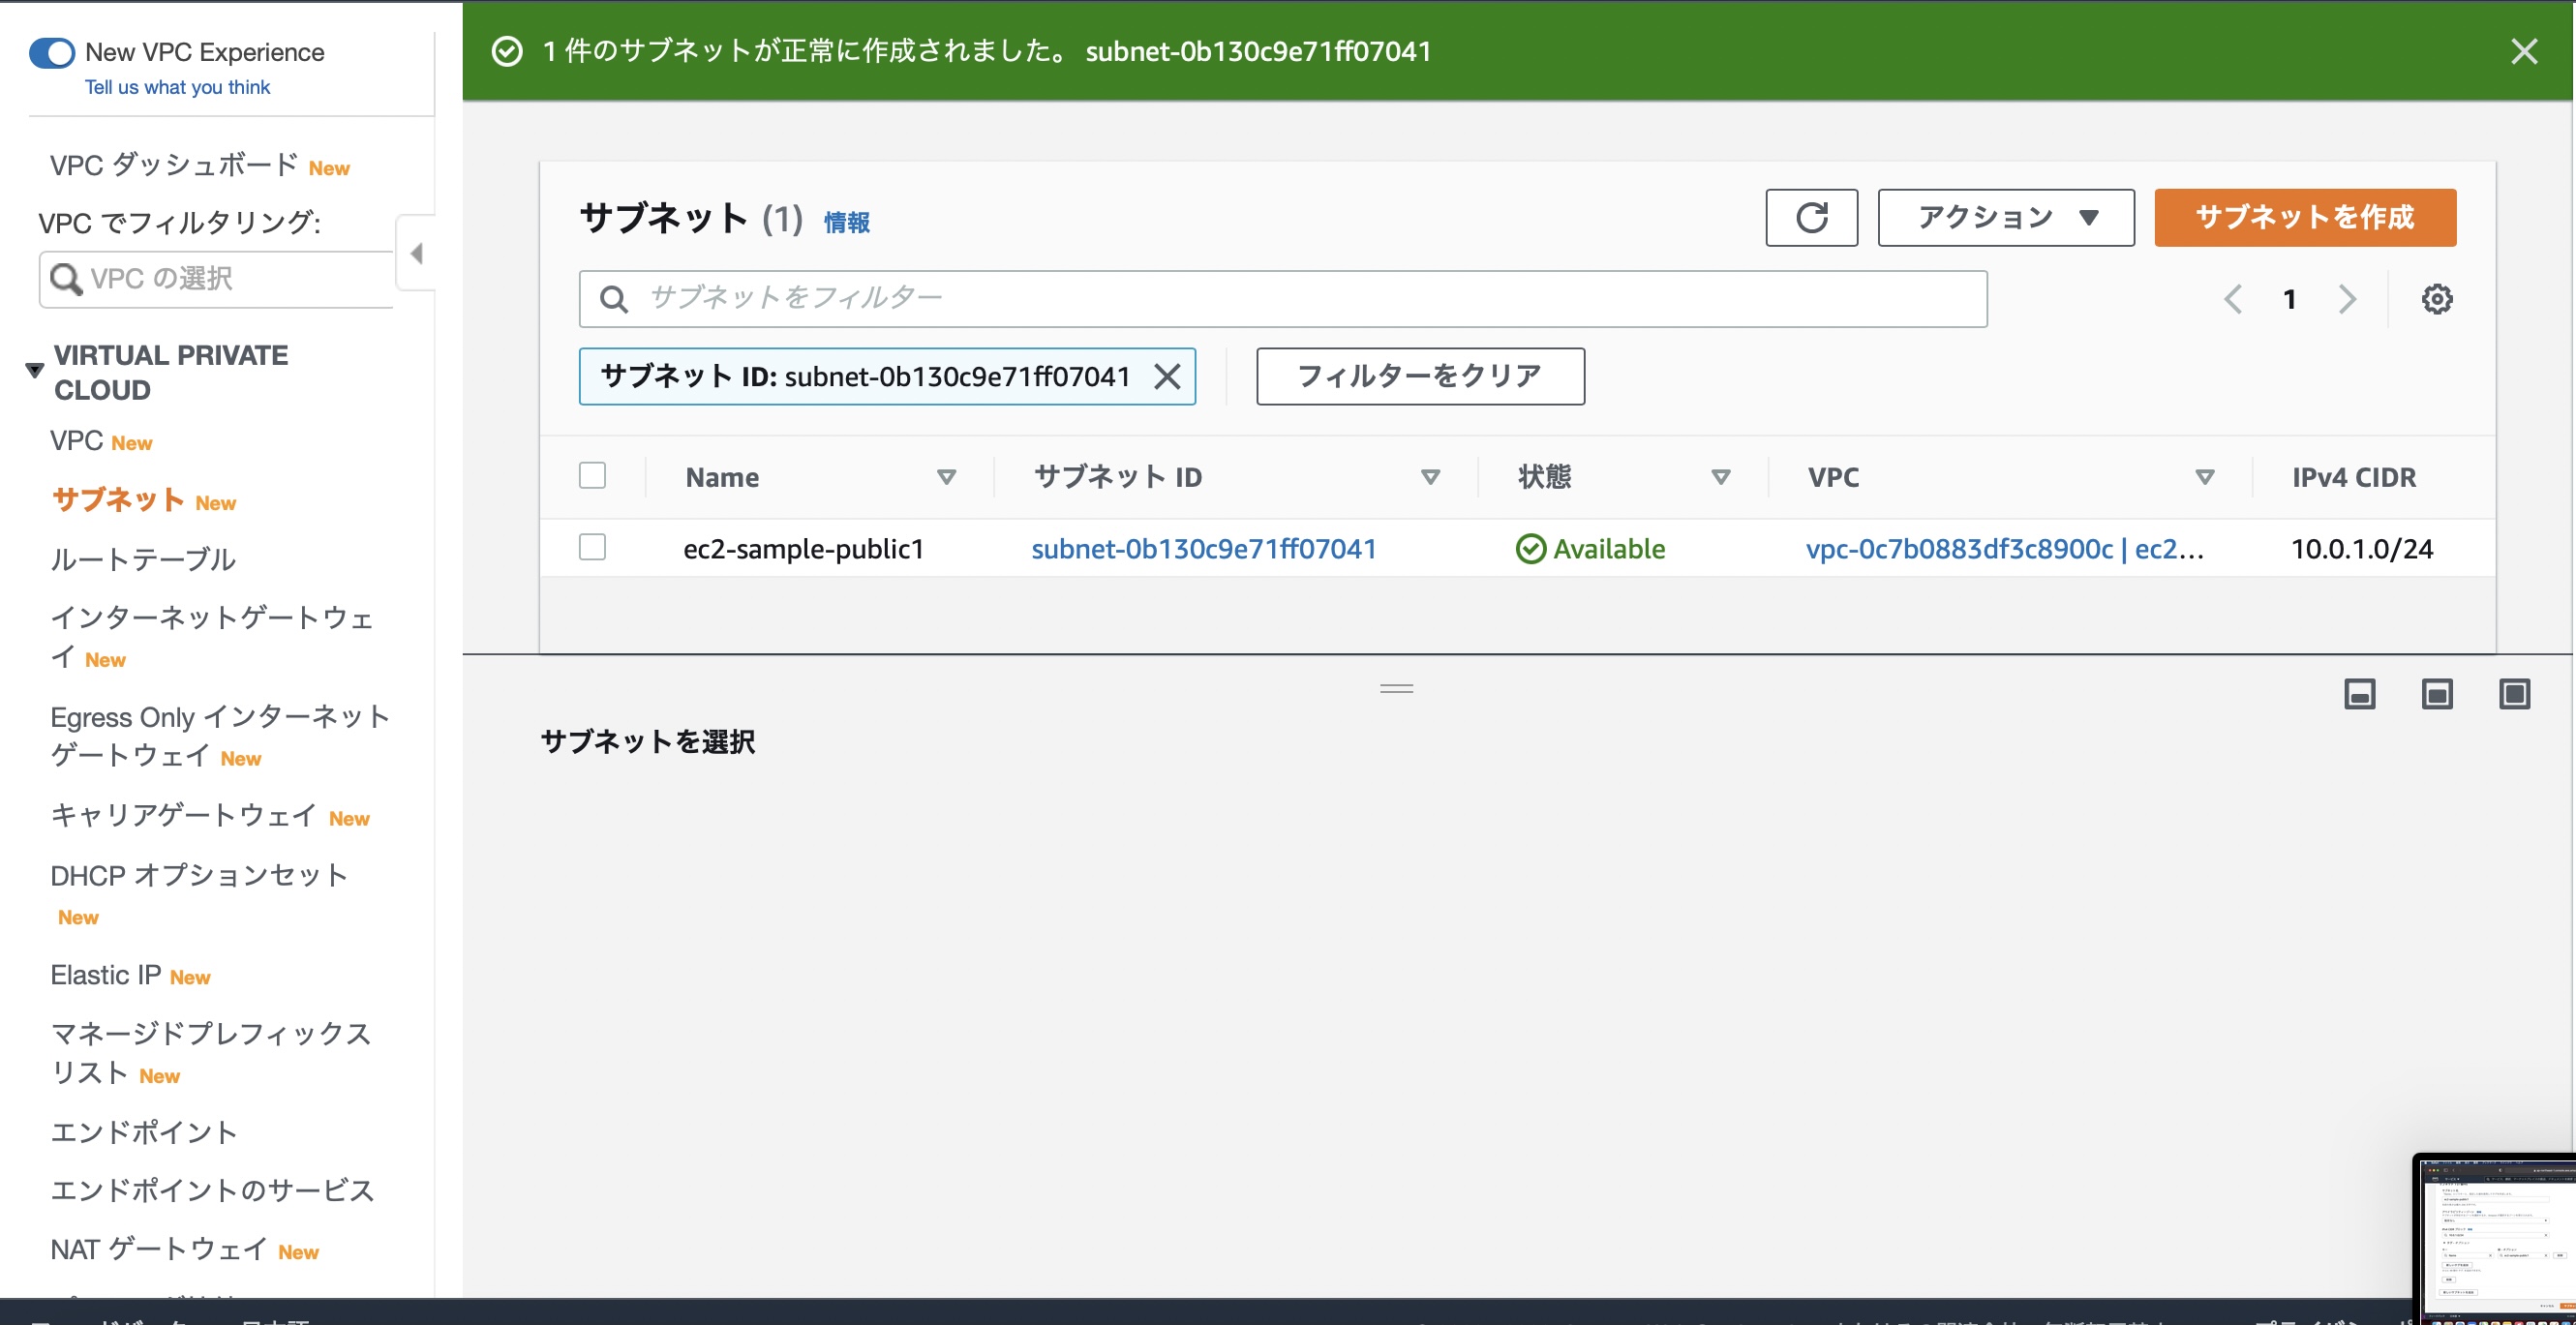 New VPC Experience
Tell us what you think
VPC ダッシュボード New
VPC でフィルタリング:
VPC の選択
VIRTUAL PRIVATE
CLOUD
VPC New
サブネット New
ルートテーブル
インターネットゲートウェ
イ New
Egress Only インターネット
ゲートウェイ New
キャリアゲートウェイ New
DHCP オプションセット
New
Elastic IP New
マネージドプレフィックス
リスト New
エンドポイント
エンドポイントのサービス
NAT ゲートウェイ New
1 件のサブネットが正常に作成されました。 subnet-0b130c9e71ff07041
サブネット (1) 情報
アクション
サブネットを作成
サブネットをフィルター
1
サブネット ID: subnet-0b130c9e71ff07041
フィルターをクリア
Name サブネット ID 状態 VPC IPv4 CIDR
ec2-sample-public1 subnet-0b130c9e71ff07041 Available vpc-0c7b0883df3c8900c | ec2... 10.0.1.0/24
サブネットを選択